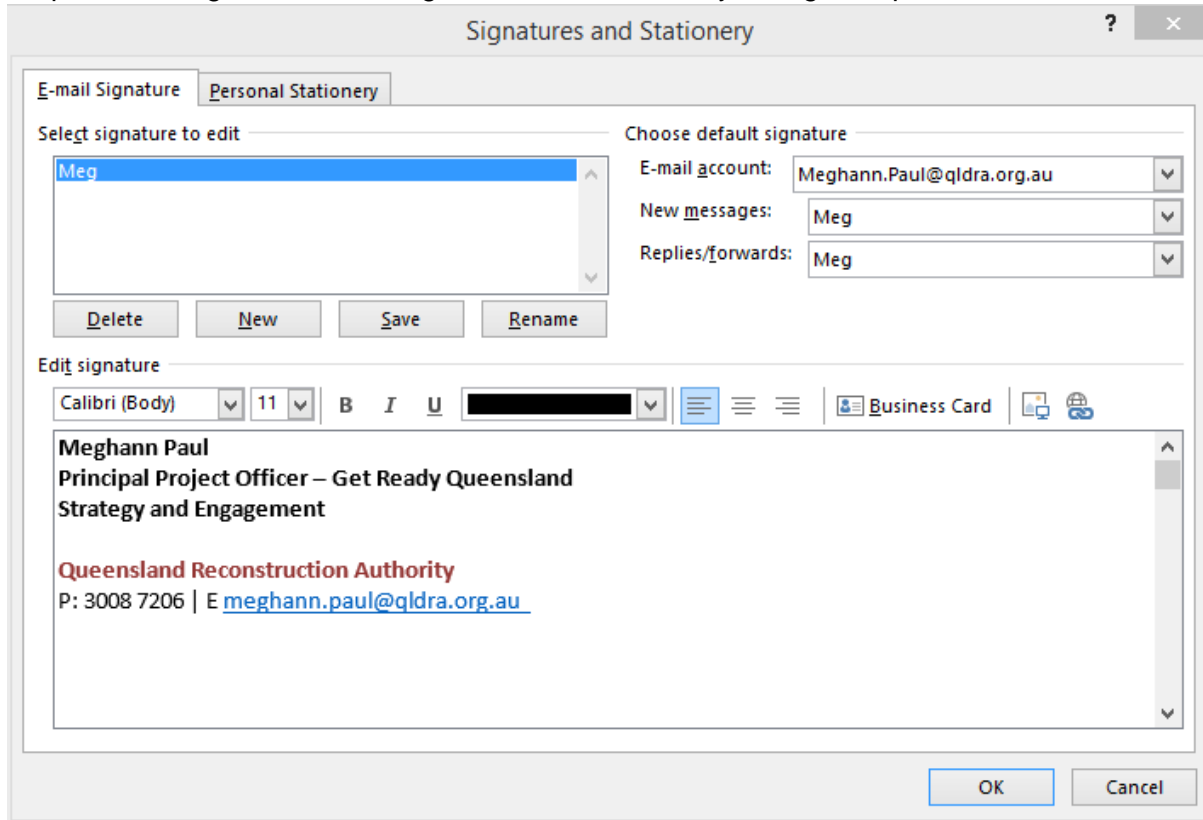 Signatures and Stationery
?
E-mail Signature
Personal Stationery
Select signature to edit
Meg
Delete
New
Save
Rename
Choose default signature
E-mail account:
Meghann.Paul@qldra.org.au
New messages:
Meg
Replies/forwards:
Meg
Edit signature
Calibri (Body)
11
B
I
U
Business Card
Meghann Paul
Principal Project Officer – Get Ready Queensland
Strategy and Engagement
Queensland Reconstruction Authority
P: 3008 7206 | E meghann.paul@qldra.org.au
OK
Cancel